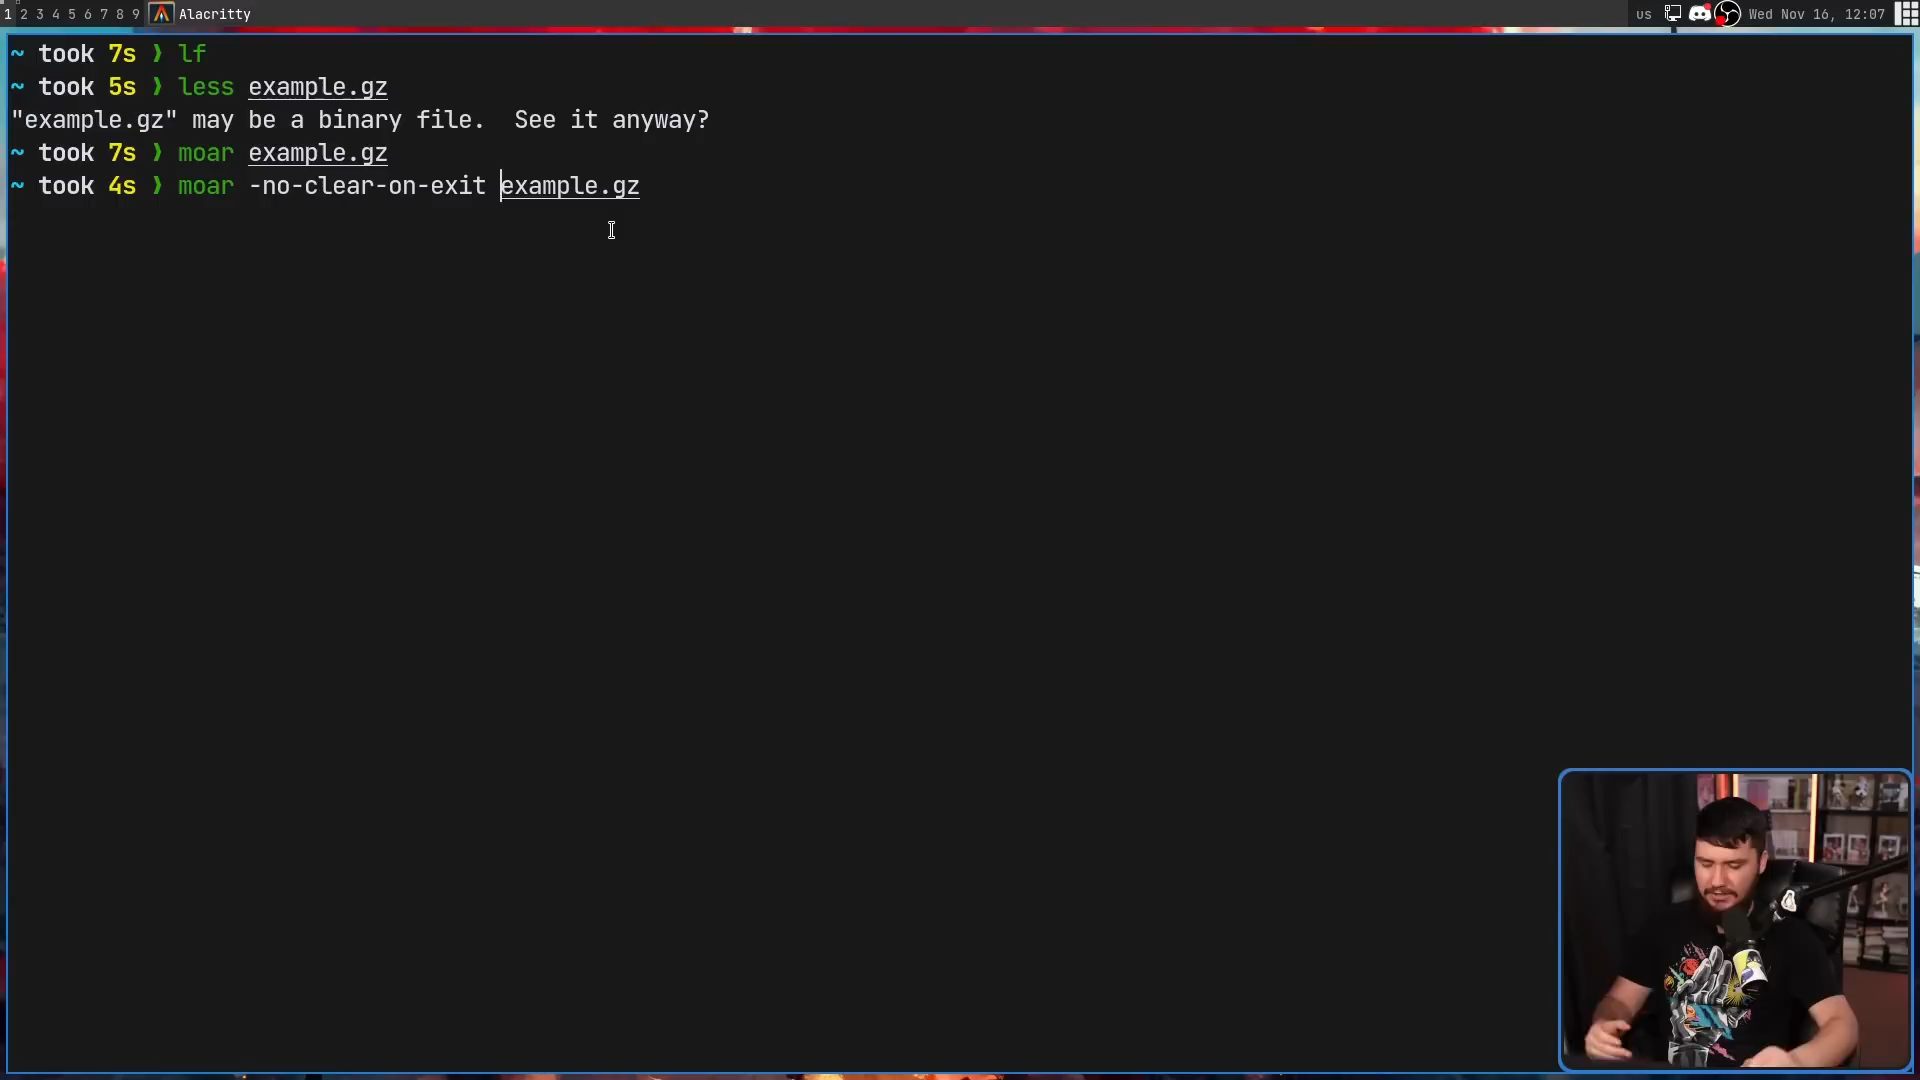 1 2 3 4 5 6 7 8 9 Alacritty us Wed Nov 16, 12:07
~ took 7s ❯ lf
~ took 5s ❯ less example.gz
"example.gz" may be a binary file.  See it anyway?
~ took 7s ❯ moar example.gz
~ took 4s ❯ moar -no-clear-on-exit example.gz